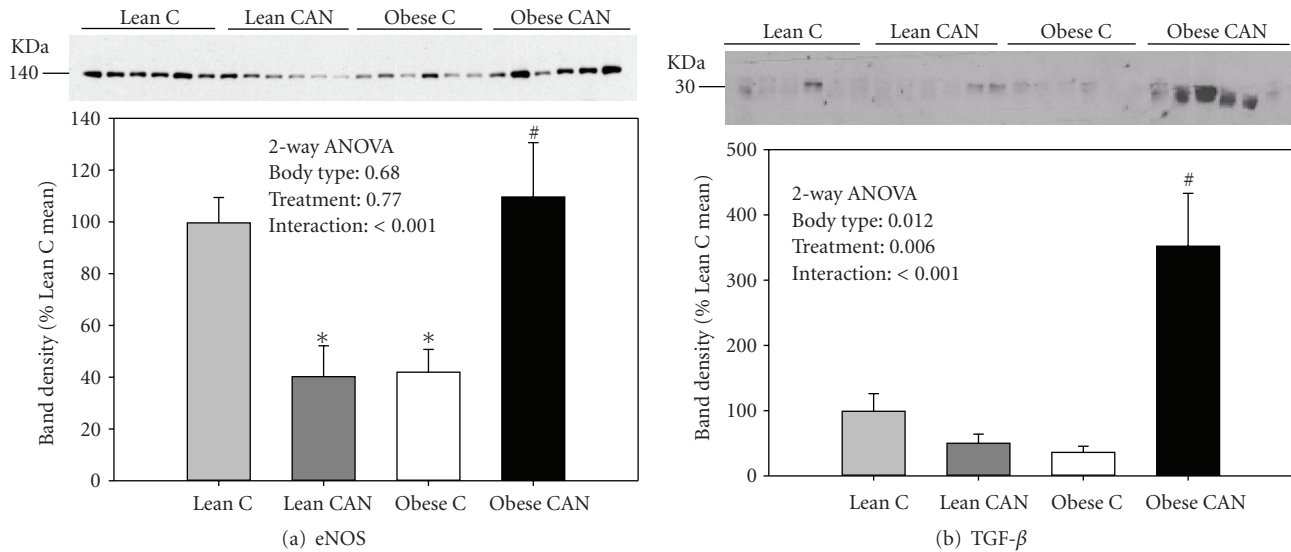 Lean C Lean CAN Obese C Obese CAN
KDa
140
140
120
100
80
60
40
20
0
Band density (% Lean C mean)
2-way ANOVA
Body type: 0.68
Treatment: 0.77
Interaction: < 0.001
* * #
Lean C Lean CAN Obese C Obese CAN
(a) eNOS
Lean C Lean CAN Obese C Obese CAN
KDa
30
500
400
300
200
100
0
Band density (% Lean C mean)
2-way ANOVA
Body type: 0.012
Treatment: 0.006
Interaction: < 0.001
#
Lean C Lean CAN Obese C Obese CAN
(b) TGF-β